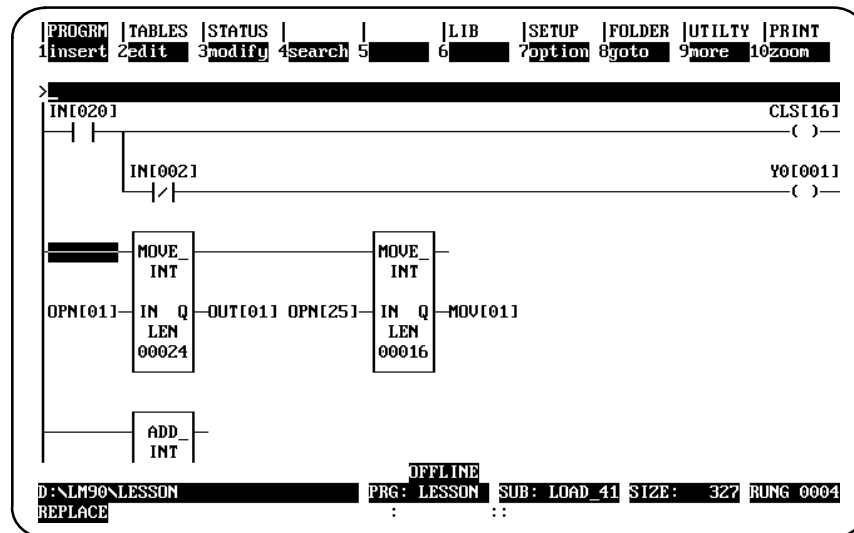 PROGRM |TABLES |STATUS | | |LIB |SETUP |FOLDER |UTILTY |PRINT
1insert 2edit 3modify 4search 5 6 7option 8goto 9more 10zoom
>_
IN[020] CLS[16]
IN[002] Y0[001]
MOVE_ MOVE_
INT INT
OPN[01] IN Q OUT[01] OPN[25] IN Q MOV[01]
LEN LEN
00024 00016
ADD_
INT
OFFLINE
D:\LM90\LESSON PRG: LESSON SUB: LOAD_41 SIZE: 327 RUNG 0004
REPLACE : ::